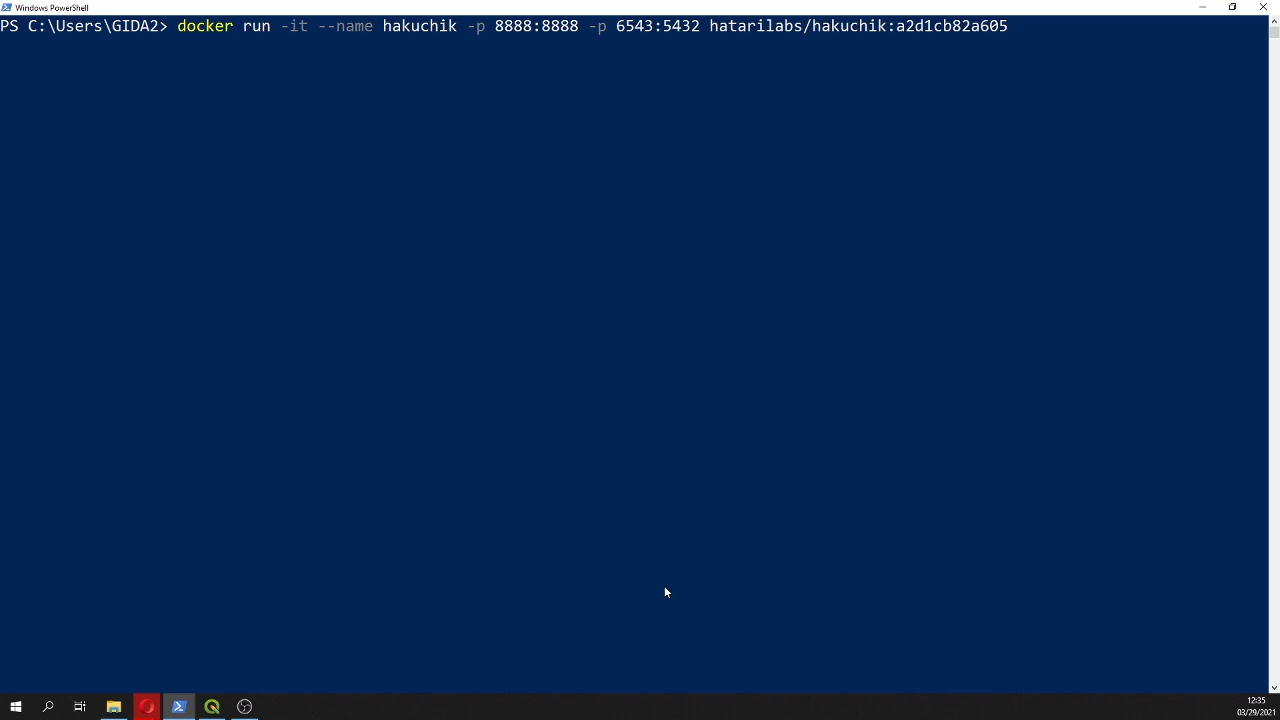 Windows PowerShell
PS C:\Users\GIDA2> docker run -it --name hakuchik -p 8888:8888 -p 6543:5432 hatarilabs/hakuchik:a2d1cb82a605
12:35
03/29/2021